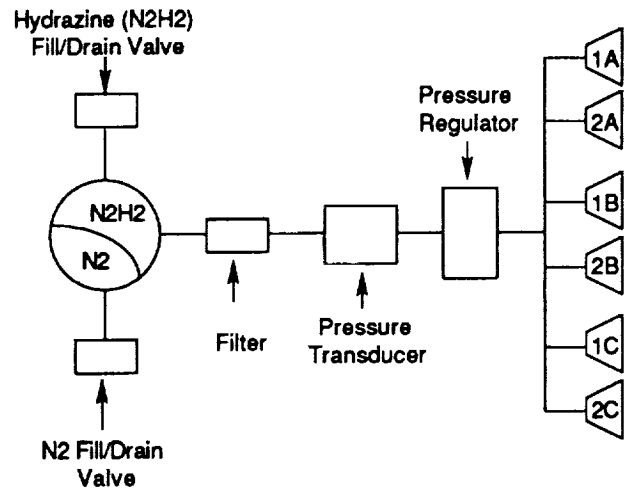 Hydrazine (N2H2)
Fill/Drain Valve
N2H2
N2
N2 Fill/Drain
Valve
Filter
Pressure
Transducer
Pressure
Regulator
1A
2A
1B
2B
1C
2C